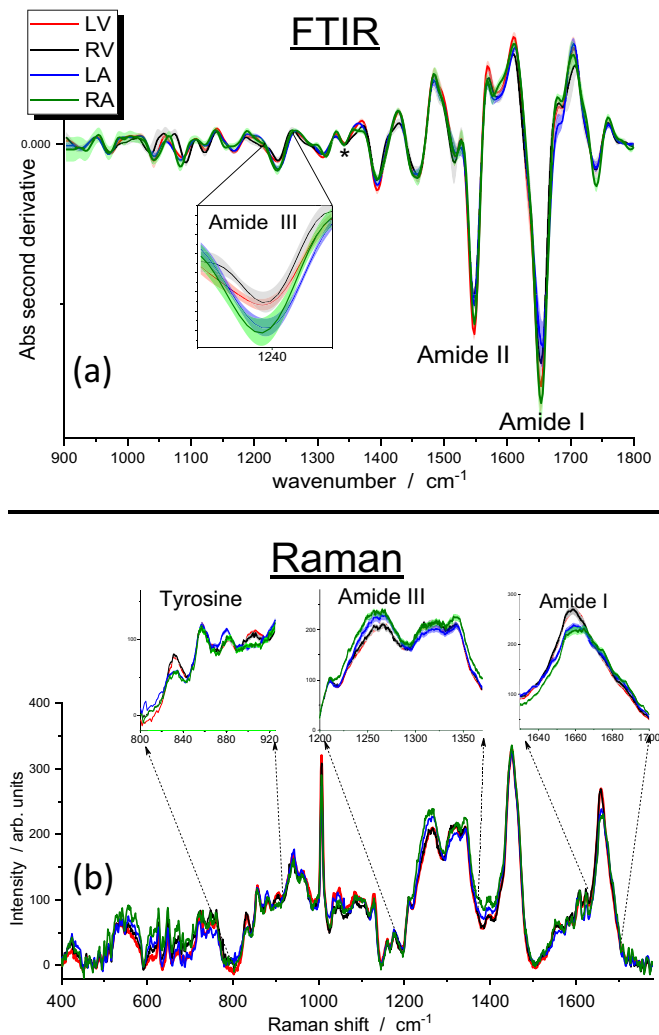 FTIR
LV
RV
LA
RA
0.000
*
Amide III
1240
Amide II
Amide I
(a)
Abs second derivative
900 1000 1100 1200 1300 1400 1500 1600 1700 1800
wavenumber / cm⁻¹
Raman
Tyrosine
Amide III
Amide I
100
0
800 840 880 920
200
100
0
1200 1250 1300 1350
300
200
100
1640 1660 1680 1700
400
300
200
100
0
(b)
Intensity / arb. units
400 600 800 1000 1200 1400 1600
Raman shift / cm⁻¹